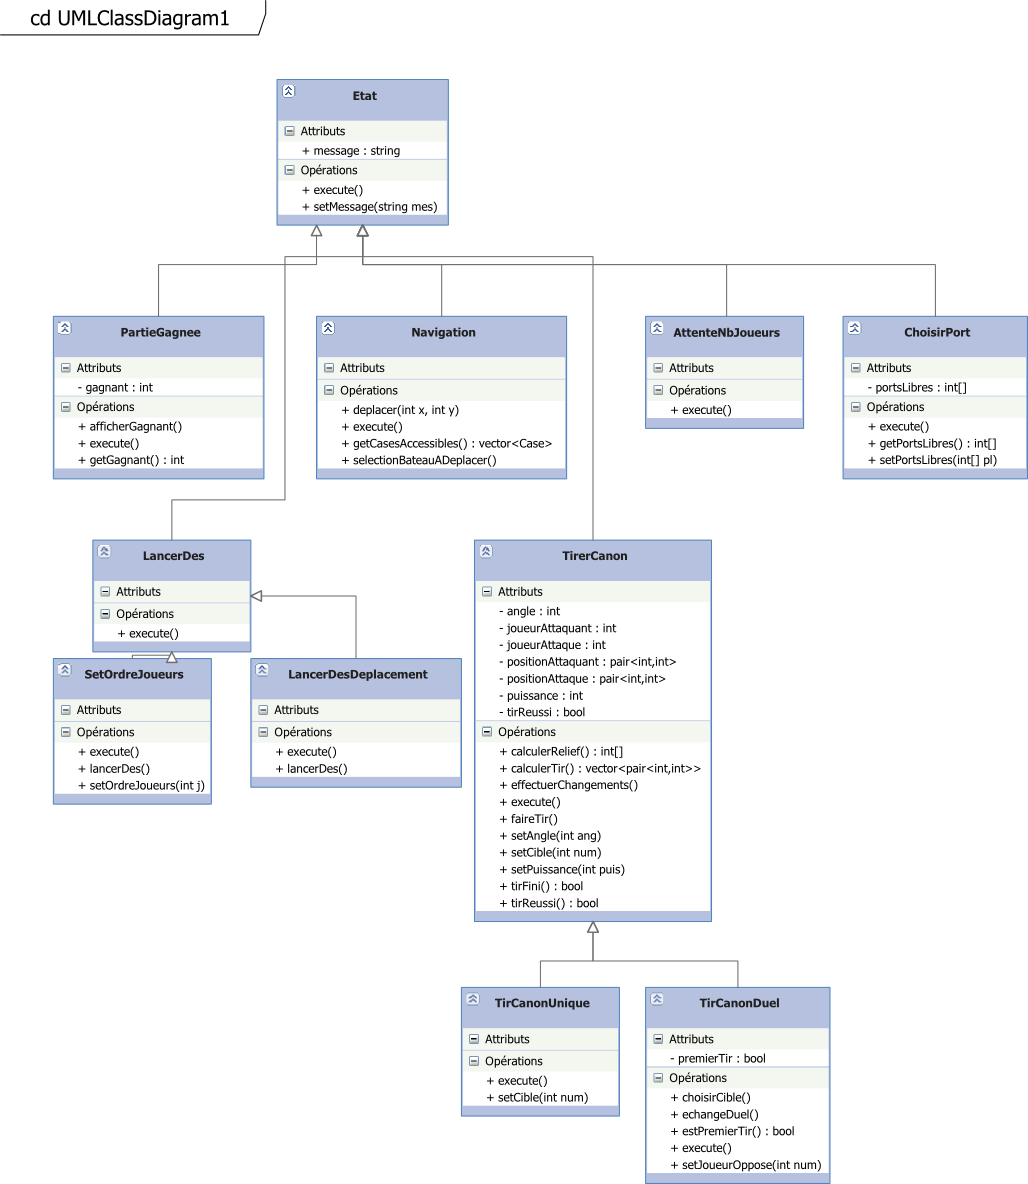 cd UMLClassDiagram1
Etat
Attributs
+ message : string
Opérations
+ execute()
+ setMessage(string mes)
PartieGagnee
Attributs
- gagnant : int
Opérations
+ afficherGagnant()
+ execute()
+ getGagnant() : int
Navigation
Attributs
Opérations
+ deplacer(int x, int y)
+ execute()
+ getCasesAccessibles() : vector<Case>
+ selectionBateauADeplacer()
AttenteNbJoueurs
Attributs
Opérations
+ execute()
ChoisirPort
Attributs
- portsLibres : int[]
Opérations
+ execute()
+ getPortsLibres() : int[]
+ setPortsLibres(int[] pl)
LancerDes
Attributs
Opérations
+ execute()
TirerCanon
Attributs
- angle : int
- joueurAttaquant : int
- joueurAttaque : int
- positionAttaquant : pair<int,int>
- positionAttaque : pair<int,int>
- puissance : int
- tirReussi : bool
Opérations
+ calculerRelief() : int[]
+ calculerTir() : vector<pair<int,int>>
+ effectuerChangements()
+ execute()
+ faireTir()
+ setAngle(int ang)
+ setCible(int num)
+ setPuissance(int puis)
+ tirFini() : bool
+ tirReussi() : bool
SetOrdreJoueurs
Attributs
Opérations
+ execute()
+ lancerDes()
+ setOrdreJoueurs(int j)
LancerDesDeplacement
Attributs
Opérations
+ execute()
+ lancerDes()
TirCanonUnique
Attributs
Opérations
+ execute()
+ setCible(int num)
TirCanonDuel
Attributs
- premierTir : bool
Opérations
+ choisirCible()
+ echangeDuel()
+ estPremierTir() : bool
+ execute()
+ setJoueurOppose(int num)